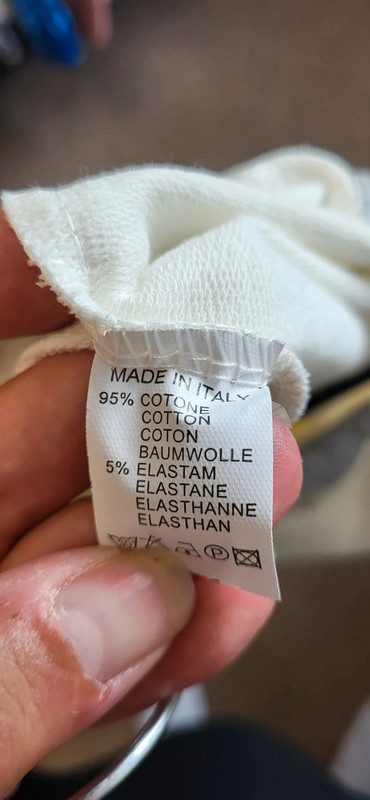 MADE IN ITALY
95% COTONE
COTTON
COTON
BAUMWOLLE
5% ELASTAM
ELASTANE
ELASTHANNE
ELASTHAN
P